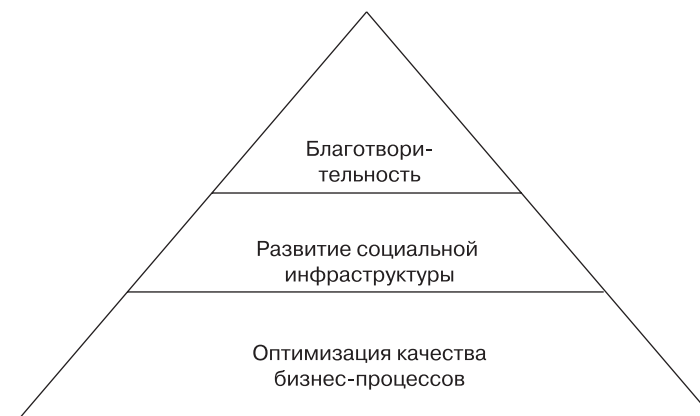 Благотвори-
тельность
Развитие социальной
инфраструктуры
Оптимизация качества
бизнес-процессов